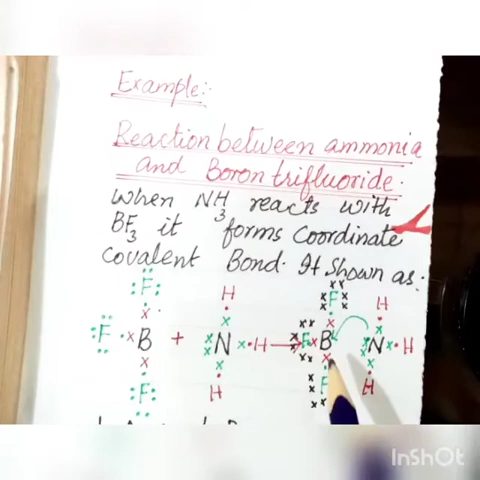 Example:-
Reaction between ammonia
and Boron trifluoride.
When NH3 reacts with
BF3 it forms Coordinate
Covalent Bond. It shown as:
F H F H
F B + N H F B N H
F H F H
InShOt